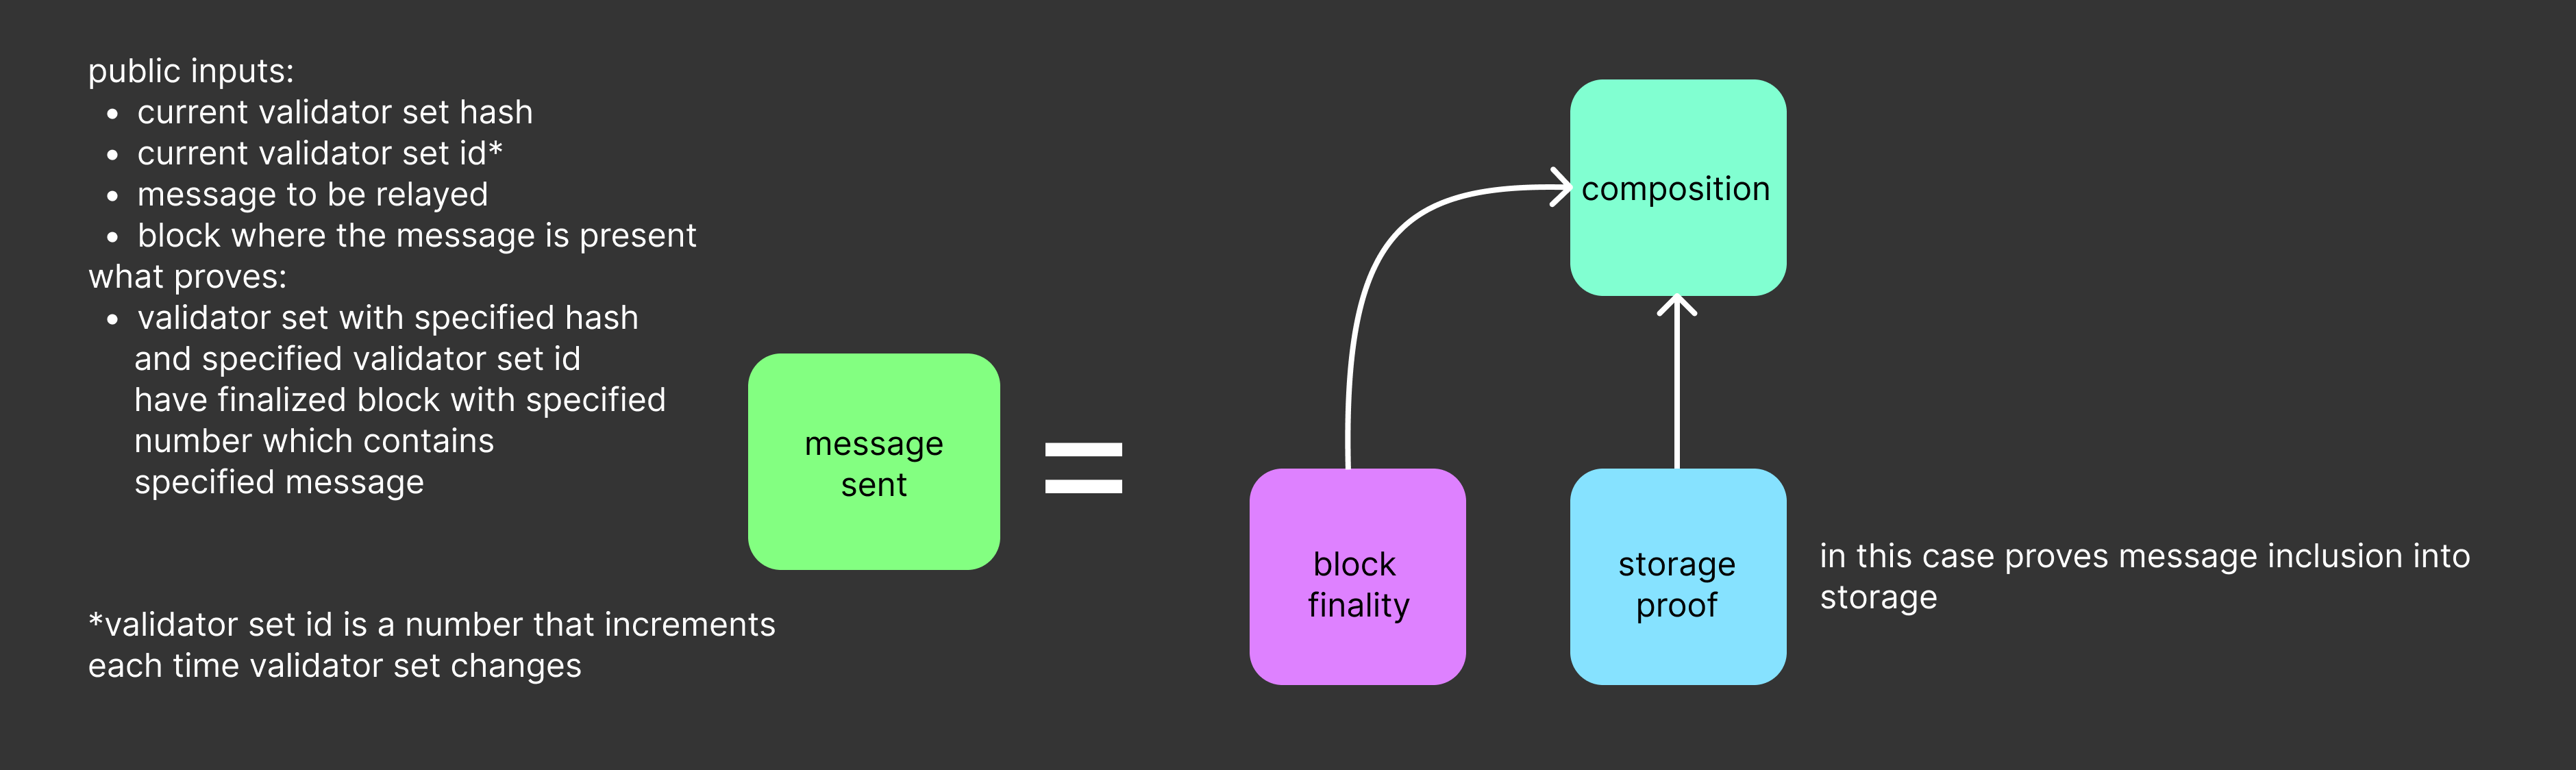 public inputs:
• current validator set hash
• current validator set id*
• message to be relayed
• block where the message is present
what proves:
• validator set with specified hash
and specified validator set id
have finalized block with specified
number which contains
specified message
*validator set id is a number that increments
each time validator set changes
message
sent
=
composition
block
finality
storage
proof
in this case proves message inclusion into
storage